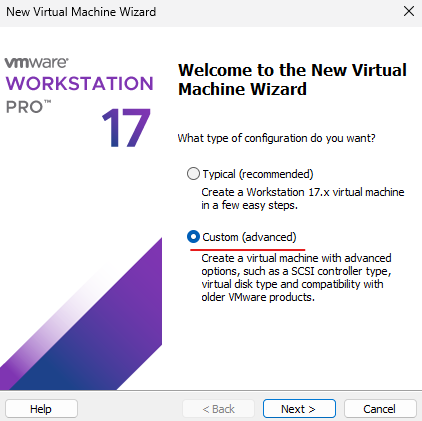 New Virtual Machine Wizard
vmware®
WORKSTATION
PRO™
17
Welcome to the New Virtual
Machine Wizard
What type of configuration do you want?
Typical (recommended)
Create a Workstation 17.x virtual machine
in a few easy steps.
Custom (advanced)
Create a virtual machine with advanced
options, such as a SCSI controller type,
virtual disk type and compatibility with
older VMware products.
Help
< Back
Next >
Cancel